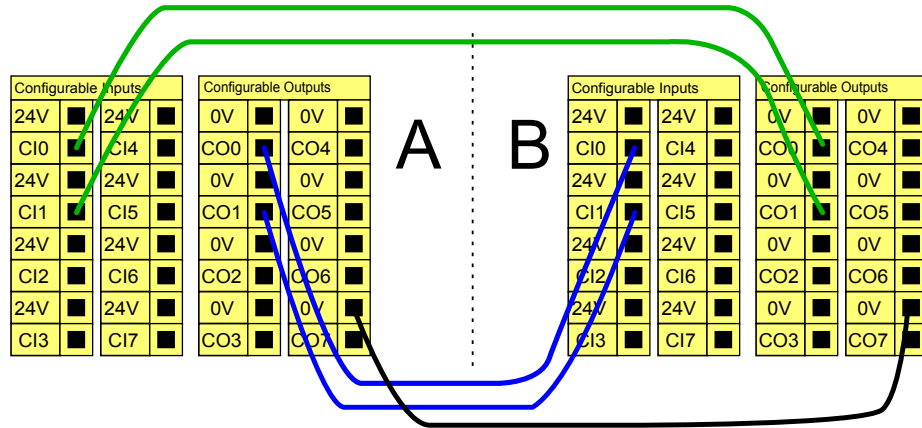 Configurable Inputs Configurable Outputs Configurable Inputs Configurable Outputs
24V 24V 0V 0V 24V 24V 0V 0V
CI0 CI4 CO0 CO4 A B CI0 CI4 CO0 CO4
24V 24V 0V 0V 24V 24V 0V 0V
CI1 CI5 CO1 CO5 CI1 CI5 CO1 CO5
24V 24V 0V 0V 24V 24V 0V 0V
CI2 CI6 CO2 CO6 CI2 CI6 CO2 CO6
24V 24V 0V 0V 24V 24V 0V 0V
CI3 CI7 CO3 CO7 CI3 CI7 CO3 CO7